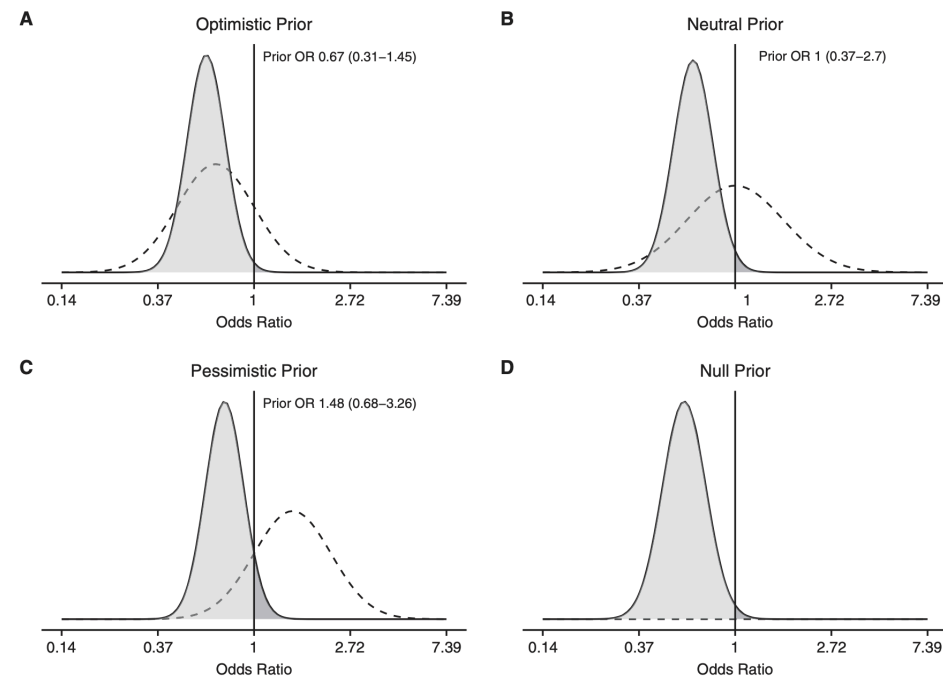 A
Optimistic Prior
Prior OR 0.67 (0.31–1.45)
0.14 0.37 1 2.72 7.39
Odds Ratio
B
Neutral Prior
Prior OR 1 (0.37–2.7)
0.14 0.37 1 2.72 7.39
Odds Ratio
C
Pessimistic Prior
Prior OR 1.48 (0.68–3.26)
0.14 0.37 1 2.72 7.39
Odds Ratio
D
Null Prior
0.14 0.37 1 2.72 7.39
Odds Ratio